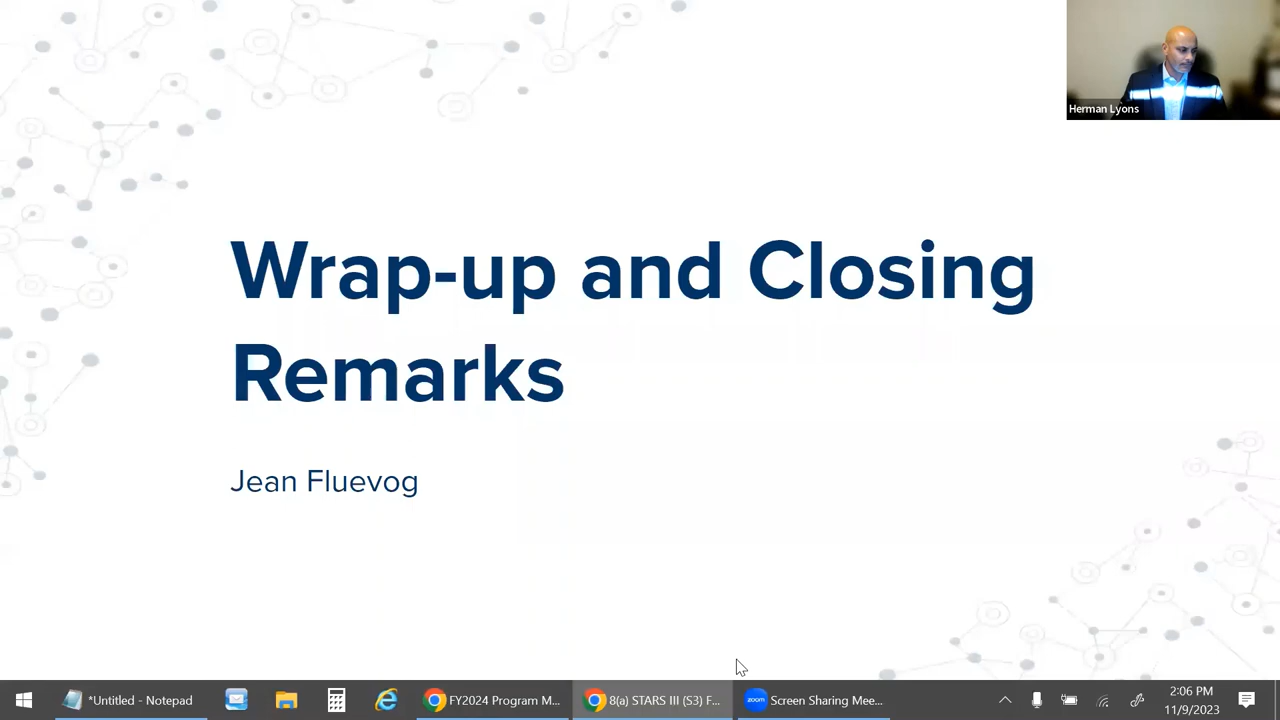 Herman Lyons
Wrap-up and Closing
Remarks
Jean Fluevog
*Untitled - Notepad
FY2024 Program M...
8(a) STARS III (S3) F...
zoom
Screen Sharing Mee...
2:06 PM
11/9/2023